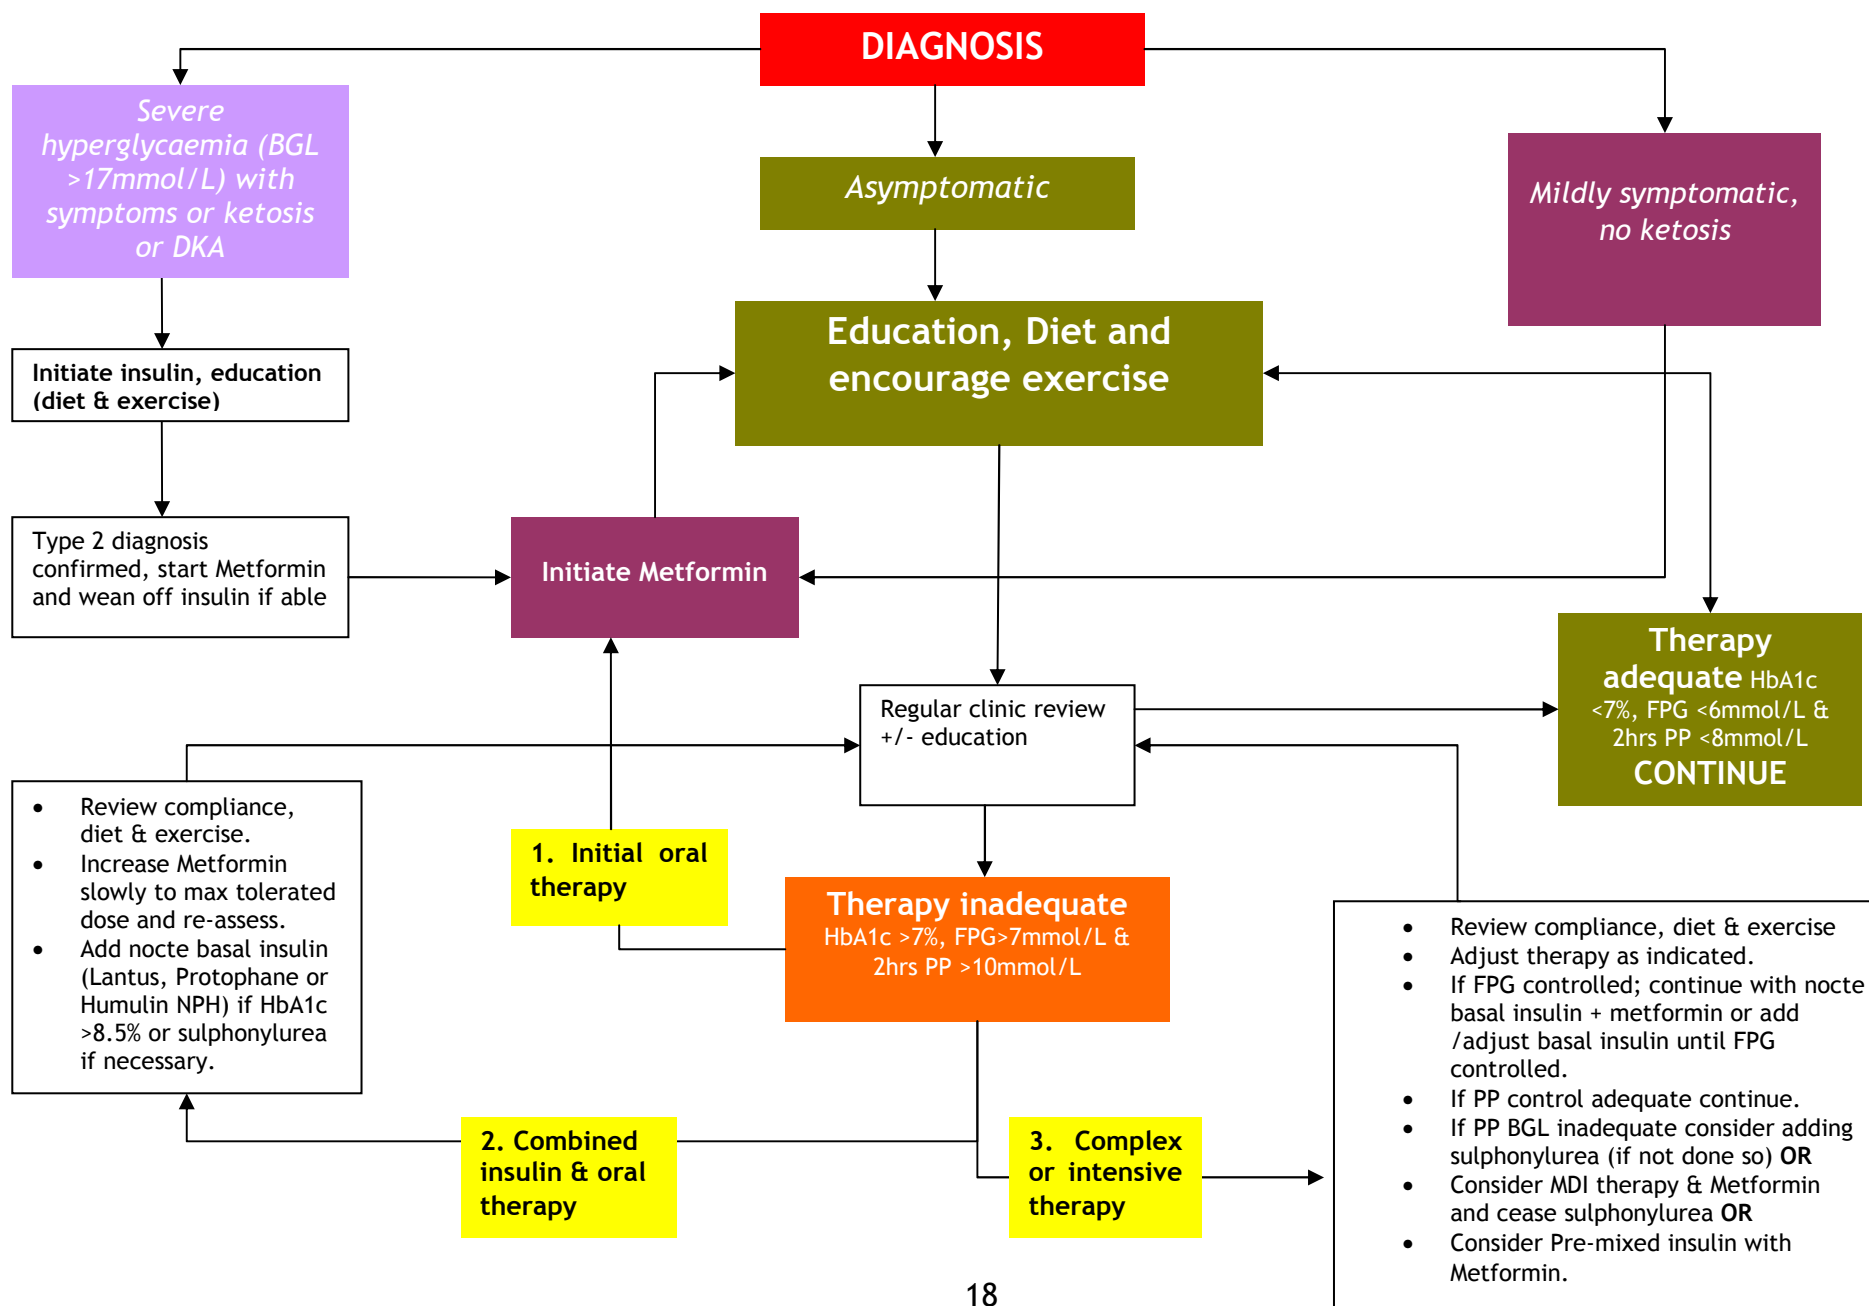 DIAGNOSIS
Severe
hyperglycaemia (BGL
>17mmol/L) with
symptoms or ketosis
or DKA
Asymptomatic
Mildly symptomatic,
no ketosis
Education, Diet and
encourage exercise
Initiate insulin, education
(diet & exercise)
Type 2 diagnosis
confirmed, start Metformin
and wean off insulin if able
Initiate Metformin
Therapy
adequate HbA1c
<7%, FPG <6mmol/L &
2hrs PP <8mmol/L
CONTINUE
Regular clinic review
+/- education
• Review compliance,
diet & exercise.
• Increase Metformin
slowly to max tolerated
dose and re-assess.
• Add nocte basal insulin
(Lantus, Protophane or
Humulin NPH) if HbA1c
>8.5% or sulphonylurea
if necessary.
1. Initial oral
therapy
Therapy inadequate
HbA1c >7%, FPG>7mmol/L &
2hrs PP >10mmol/L
• Review compliance, diet & exercise
• Adjust therapy as indicated.
• If FPG controlled; continue with nocte
basal insulin + metformin or add
/adjust basal insulin until FPG
controlled.
• If PP control adequate continue.
• If PP BGL inadequate consider adding
sulphonylurea (if not done so) OR
• Consider MDI therapy & Metformin
and cease sulphonylurea OR
• Consider Pre-mixed insulin with
Metformin.
2. Combined
insulin & oral
therapy
3. Complex
or intensive
therapy
18